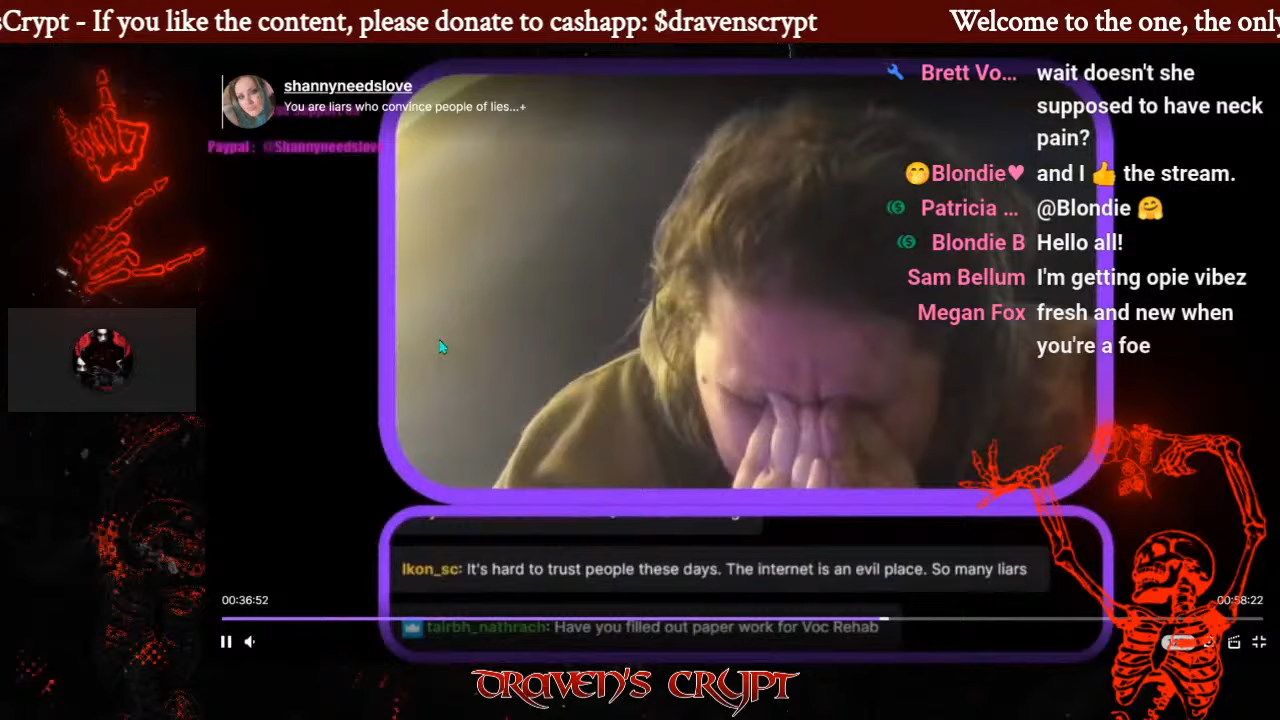 sCrypt - If you like the content, please donate to cashapp: $dravenscrypt Welcome to the one, the only
shannyneedslove
You are liars who convince people of lies...+
Paypal: @Shannyneedslove
Brett Vo... wait doesn't she
supposed to have neck
pain?
🤭Blondie♥ and I 👍 the stream.
Patricia ... @Blondie 🤗
Blondie B Hello all!
Sam Bellum I'm getting opie vibez
Megan Fox fresh and new when
you're a foe
Ikon_sc: It's hard to trust people these days. The internet is an evil place. So many liars
00:36:52
00:58:22
tairbh_nathrach: Have you filled out paper work for Voc Rehab
DRAVEN'S CRYPT